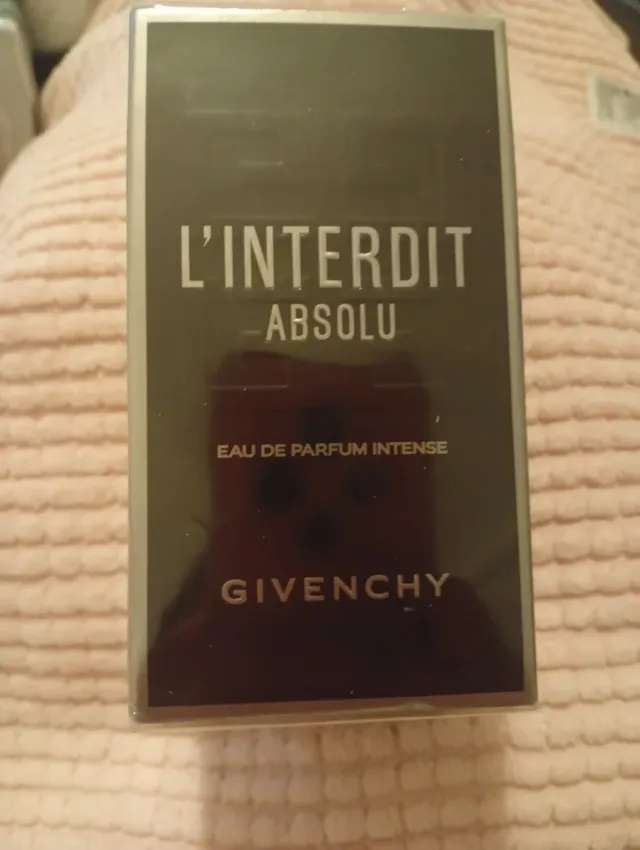 L'INTERDIT
ABSOLU
EAU DE PARFUM INTENSE
GIVENCHY